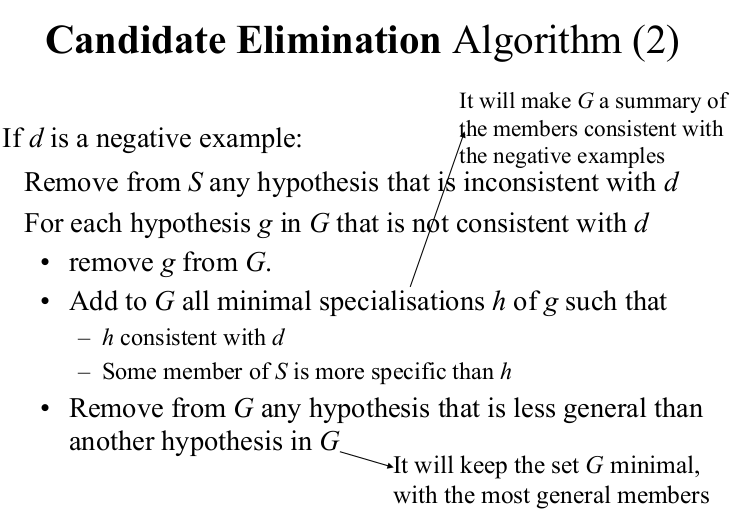 Candidate Elimination Algorithm (2)
It will make G a summary of
the members consistent with
the negative examples
If d is a negative example:
Remove from S any hypothesis that is inconsistent with d
For each hypothesis g in G that is not consistent with d
• remove g from G.
• Add to G all minimal specialisations h of g such that
– h consistent with d
– Some member of S is more specific than h
• Remove from G any hypothesis that is less general than
another hypothesis in G
It will keep the set G minimal,
with the most general members